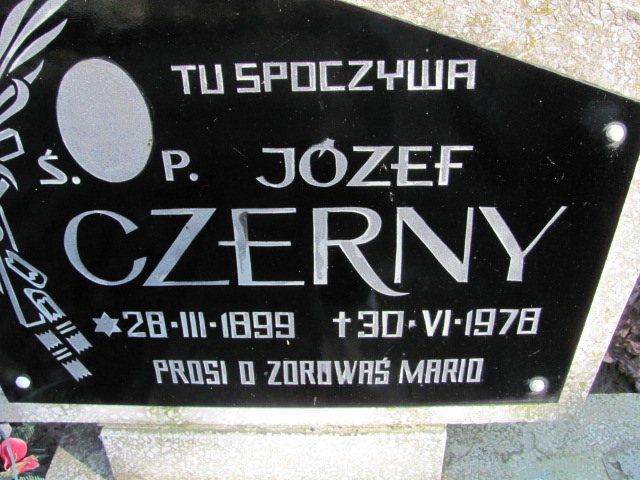 TU SPOCZYWA
Ś. P. JÓZEF
CZERNY
✡28·III·1899 ✝30·VI·1978
PROSI O ZDROWAŚ MARIO